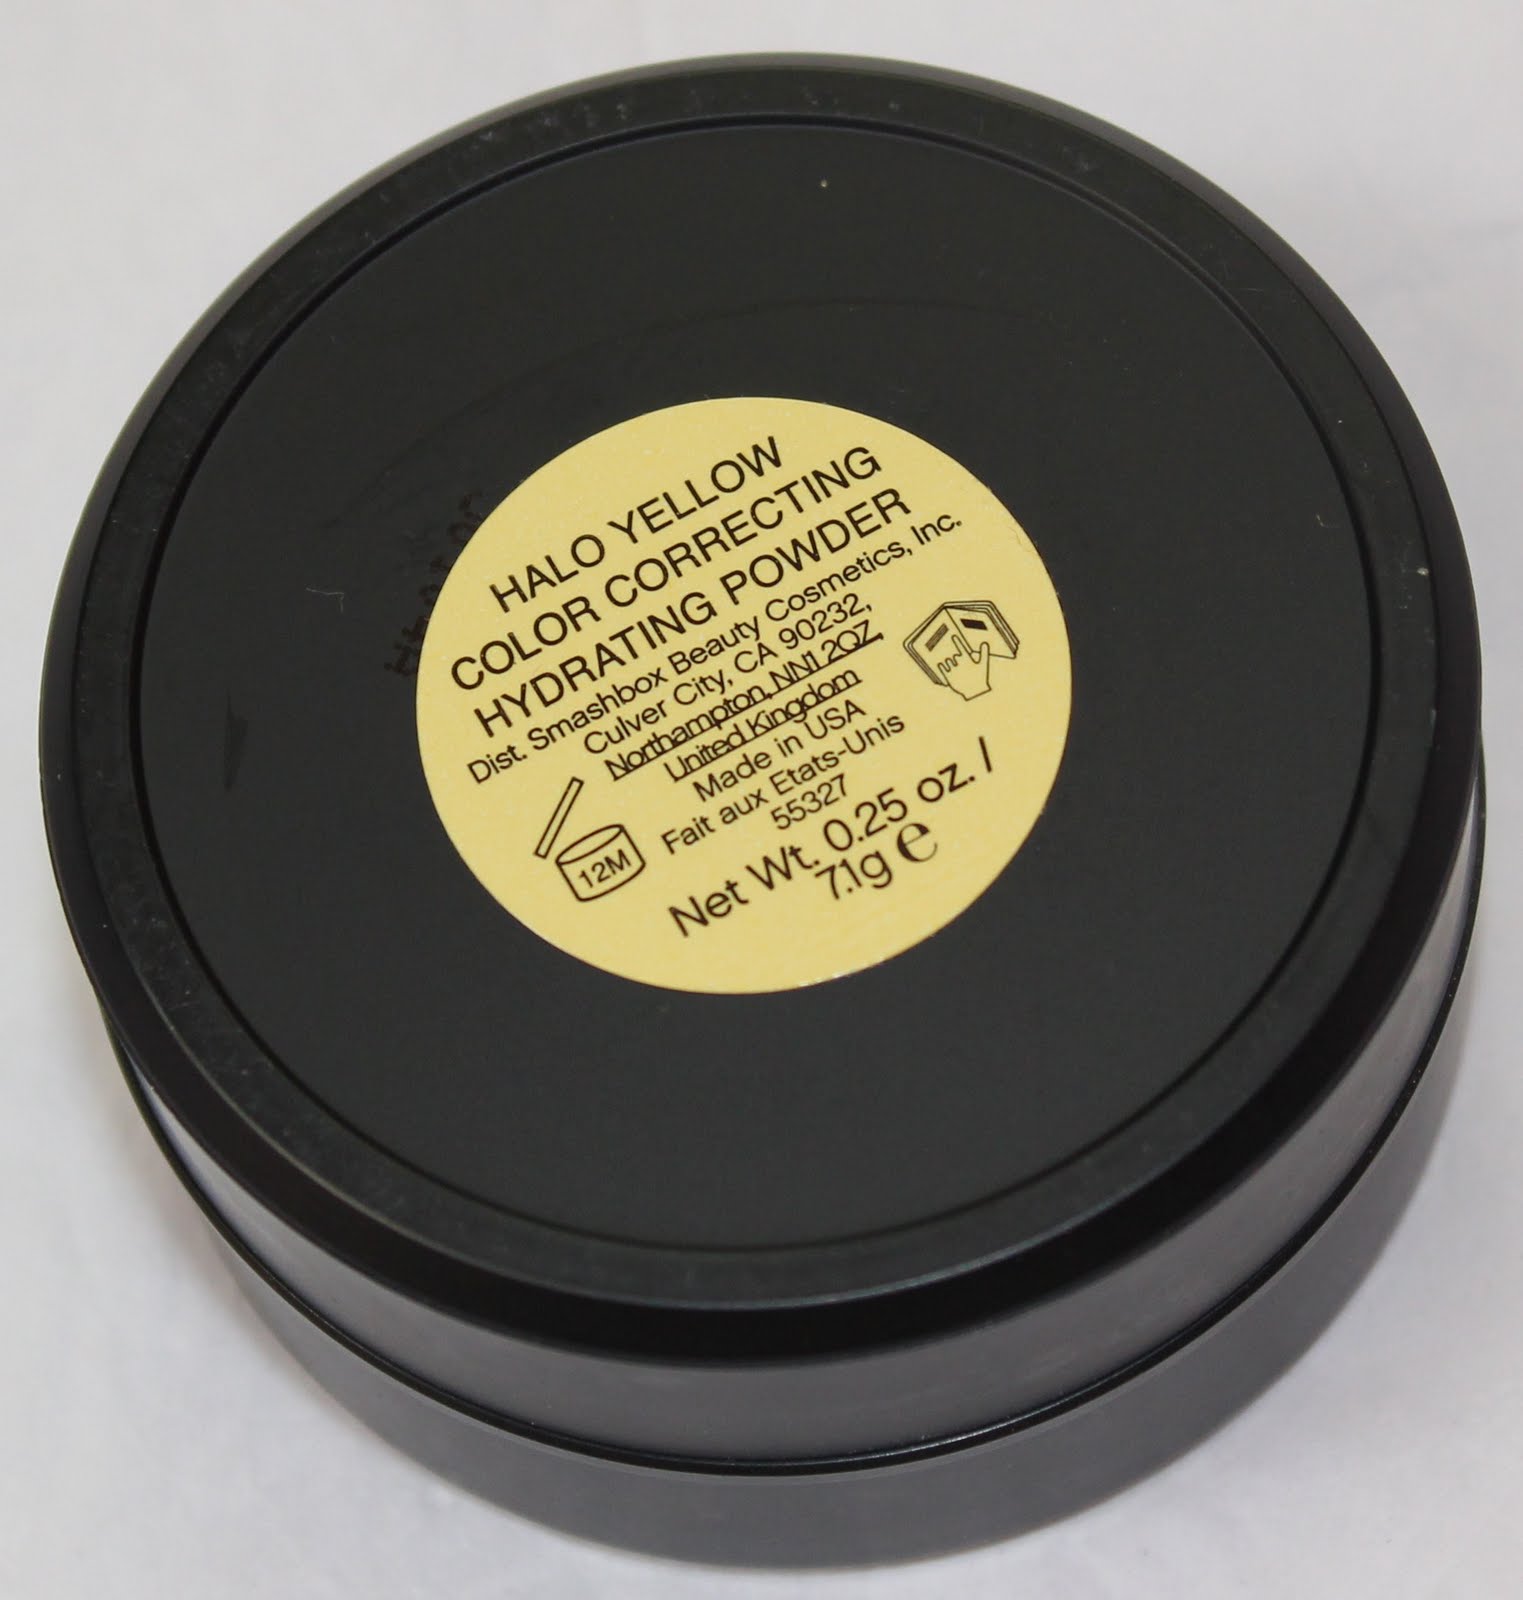 HALO YELLOW
COLOR CORRECTING
HYDRATING POWDER
Dist. Smashbox Beauty Cosmetics, Inc.
Culver City, CA 90232,
Northampton, NN1 2QZ,
United Kingdom
Made in USA
Fait aux Etats-Unis
55327
12M
Net Wt. 0.25 oz. /
7.1g e